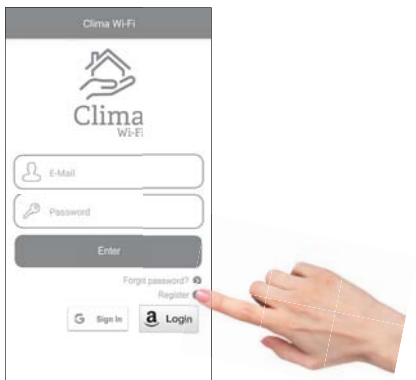 Clima Wi-Fi
Clima
Wi-Fi
E-Mail
Password
Enter
Forgot password?
Register
G Sign In
a Login